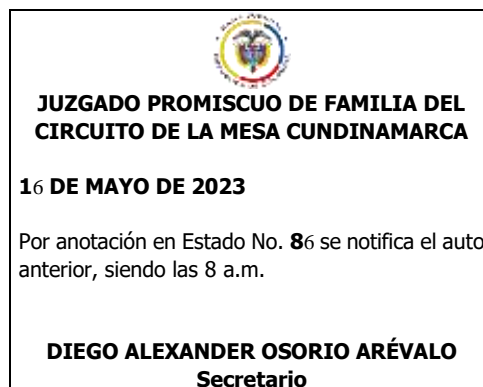 JUZGADO PROMISCUO DE FAMILIA DEL
CIRCUITO DE LA MESA CUNDINAMARCA
16 DE MAYO DE 2023
Por anotación en Estado No. 86 se notifica el auto
anterior, siendo las 8 a.m.
DIEGO ALEXANDER OSORIO ARÉVALO
Secretario